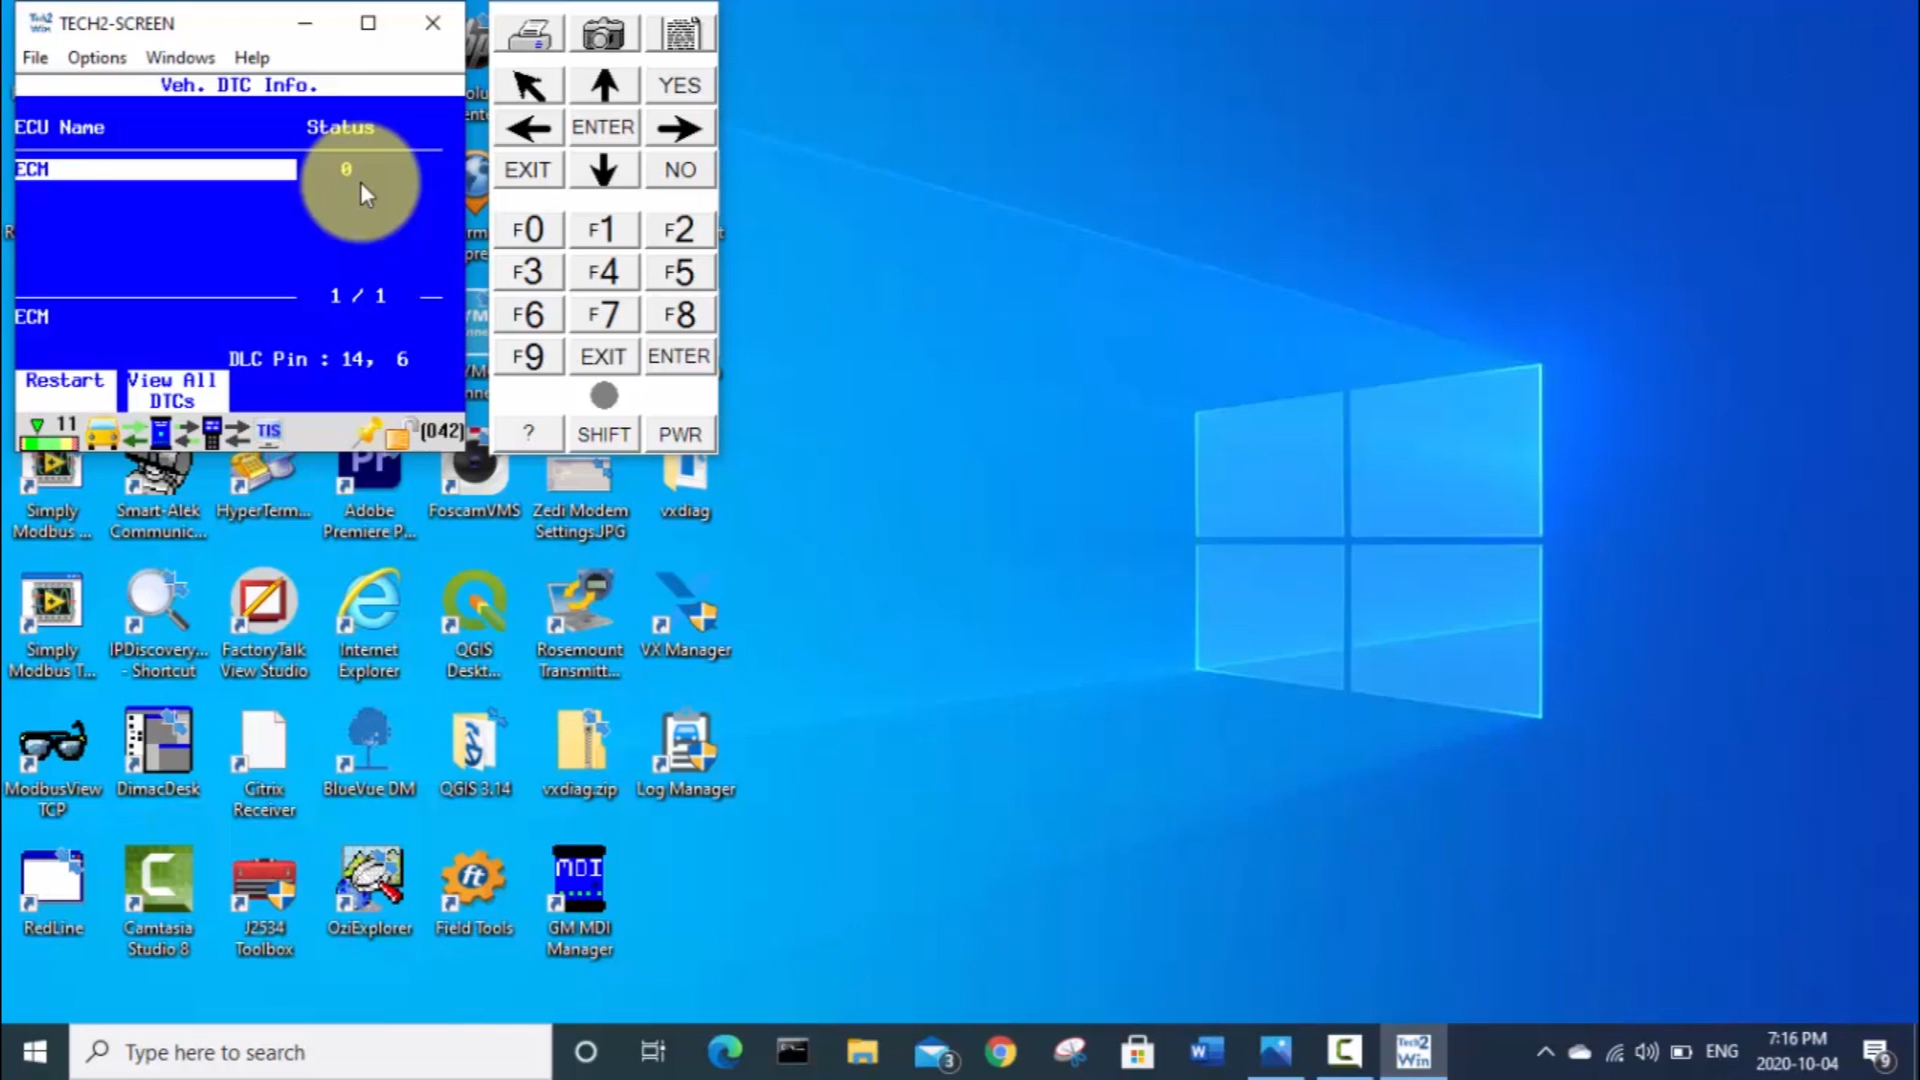 TECH2-SCREEN
File Options Windows Help
Veh. DTC Info.
ECU Name Status
ECM 0
1 / 1
ECM
DLC Pin : 14, 6
Restart
View All
DTCs
11
TIS
(042)
YES
ENTER
EXIT NO
F0 F1 F2
F3 F4 F5
F6 F7 F8
F9 EXIT ENTER
? SHIFT PWR
Simply
Modbus ...
Smart-Alek
Communic...
HyperTerm...
Adobe
Premiere P...
FoscamVMS
Zedi Modem
Settings.JPG
vxdiag
Simply
Modbus T...
IPDiscovery...
- Shortcut
FactoryTalk
View Studio
Internet
Explorer
QGIS
Deskt...
Rosemount
Transmitt...
VX Manager
ModbusView
TCP
DimacDesk
Citrix
Receiver
BlueVue DM
QGIS 3.14
vxdiag.zip
Log Manager
RedLine
Camtasia
Studio 8
J2534
Toolbox
OziExplorer
ft
Field Tools
MDI
GM MDI
Manager
Type here to search
3
Tech2
Win
ENG
7:16 PM
2020-10-04
9